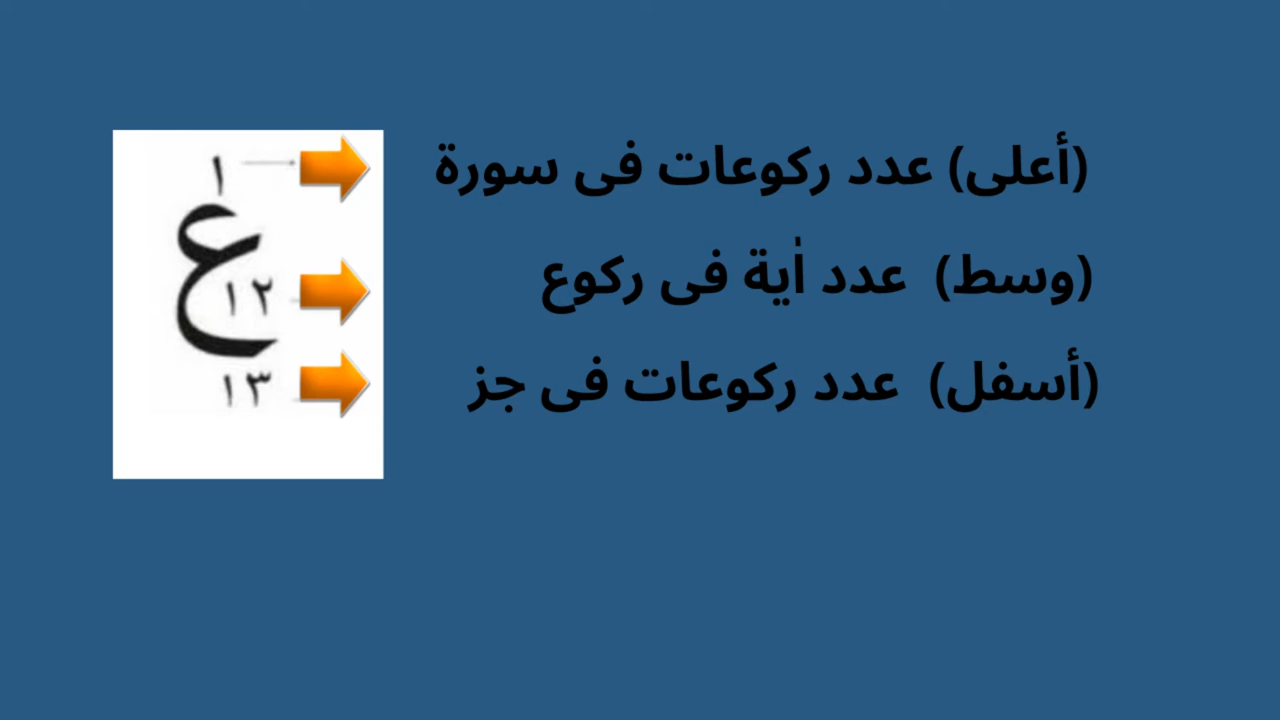 ١
(أعلى) عدد ركوعات فى سورة
ع
١٢
(وسط) عدد اٰية فى ركوع
١٣
(أسفل) عدد ركوعات فى جز